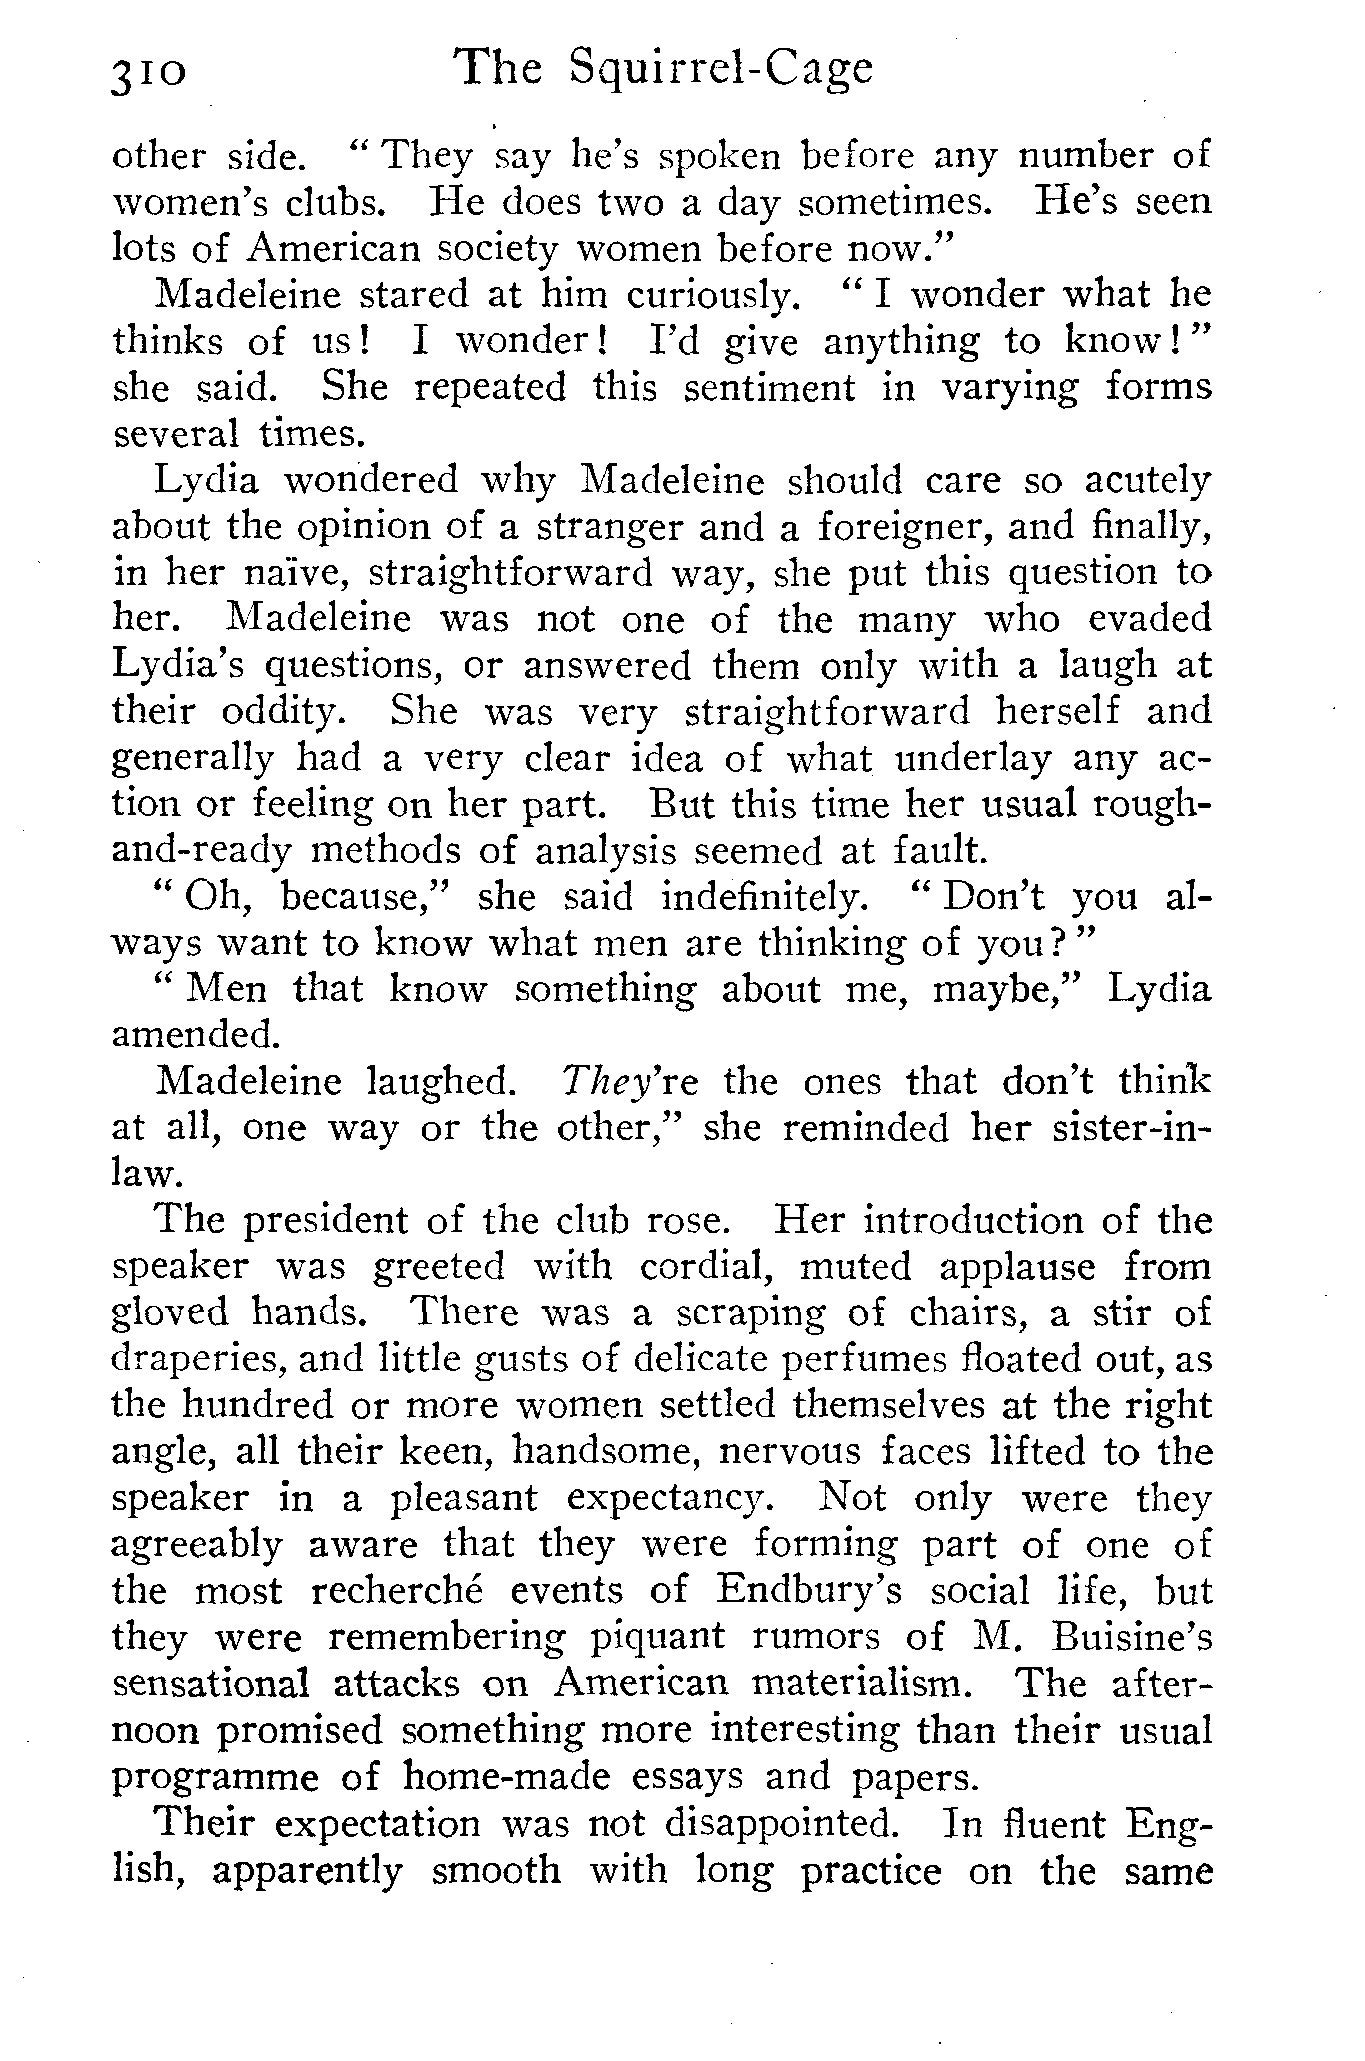 310 The Squirrel-Cage
other side. " They say he's spoken before any number of
women's clubs. He does two a day sometimes. He's seen
lots of American society women before now."
Madeleine stared at him curiously. " I wonder what he
thinks of us! I wonder! I'd give anything to know!"
she said. She repeated this sentiment in varying forms
several times.
Lydia wondered why Madeleine should care so acutely
about the opinion of a stranger and a foreigner, and finally,
in her naïve, straightforward way, she put this question to
her. Madeleine was not one of the many who evaded
Lydia's questions, or answered them only with a laugh at
their oddity. She was very straightforward herself and
generally had a very clear idea of what underlay any ac-
tion or feeling on her part. But this time her usual rough-
and-ready methods of analysis seemed at fault.
" Oh, because," she said indefinitely. " Don't you al-
ways want to know what men are thinking of you?"
" Men that know something about me, maybe," Lydia
amended.
Madeleine laughed. They're the ones that don't think
at all, one way or the other," she reminded her sister-in-
law.
The president of the club rose. Her introduction of the
speaker was greeted with cordial, muted applause from
gloved hands. There was a scraping of chairs, a stir of
draperies, and little gusts of delicate perfumes floated out, as
the hundred or more women settled themselves at the right
angle, all their keen, handsome, nervous faces lifted to the
speaker in a pleasant expectancy. Not only were they
agreeably aware that they were forming part of one of
the most recherché events of Endbury's social life, but
they were remembering piquant rumors of M. Buisine's
sensational attacks on American materialism. The after-
noon promised something more interesting than their usual
programme of home-made essays and papers.
Their expectation was not disappointed. In fluent Eng-
lish, apparently smooth with long practice on the same